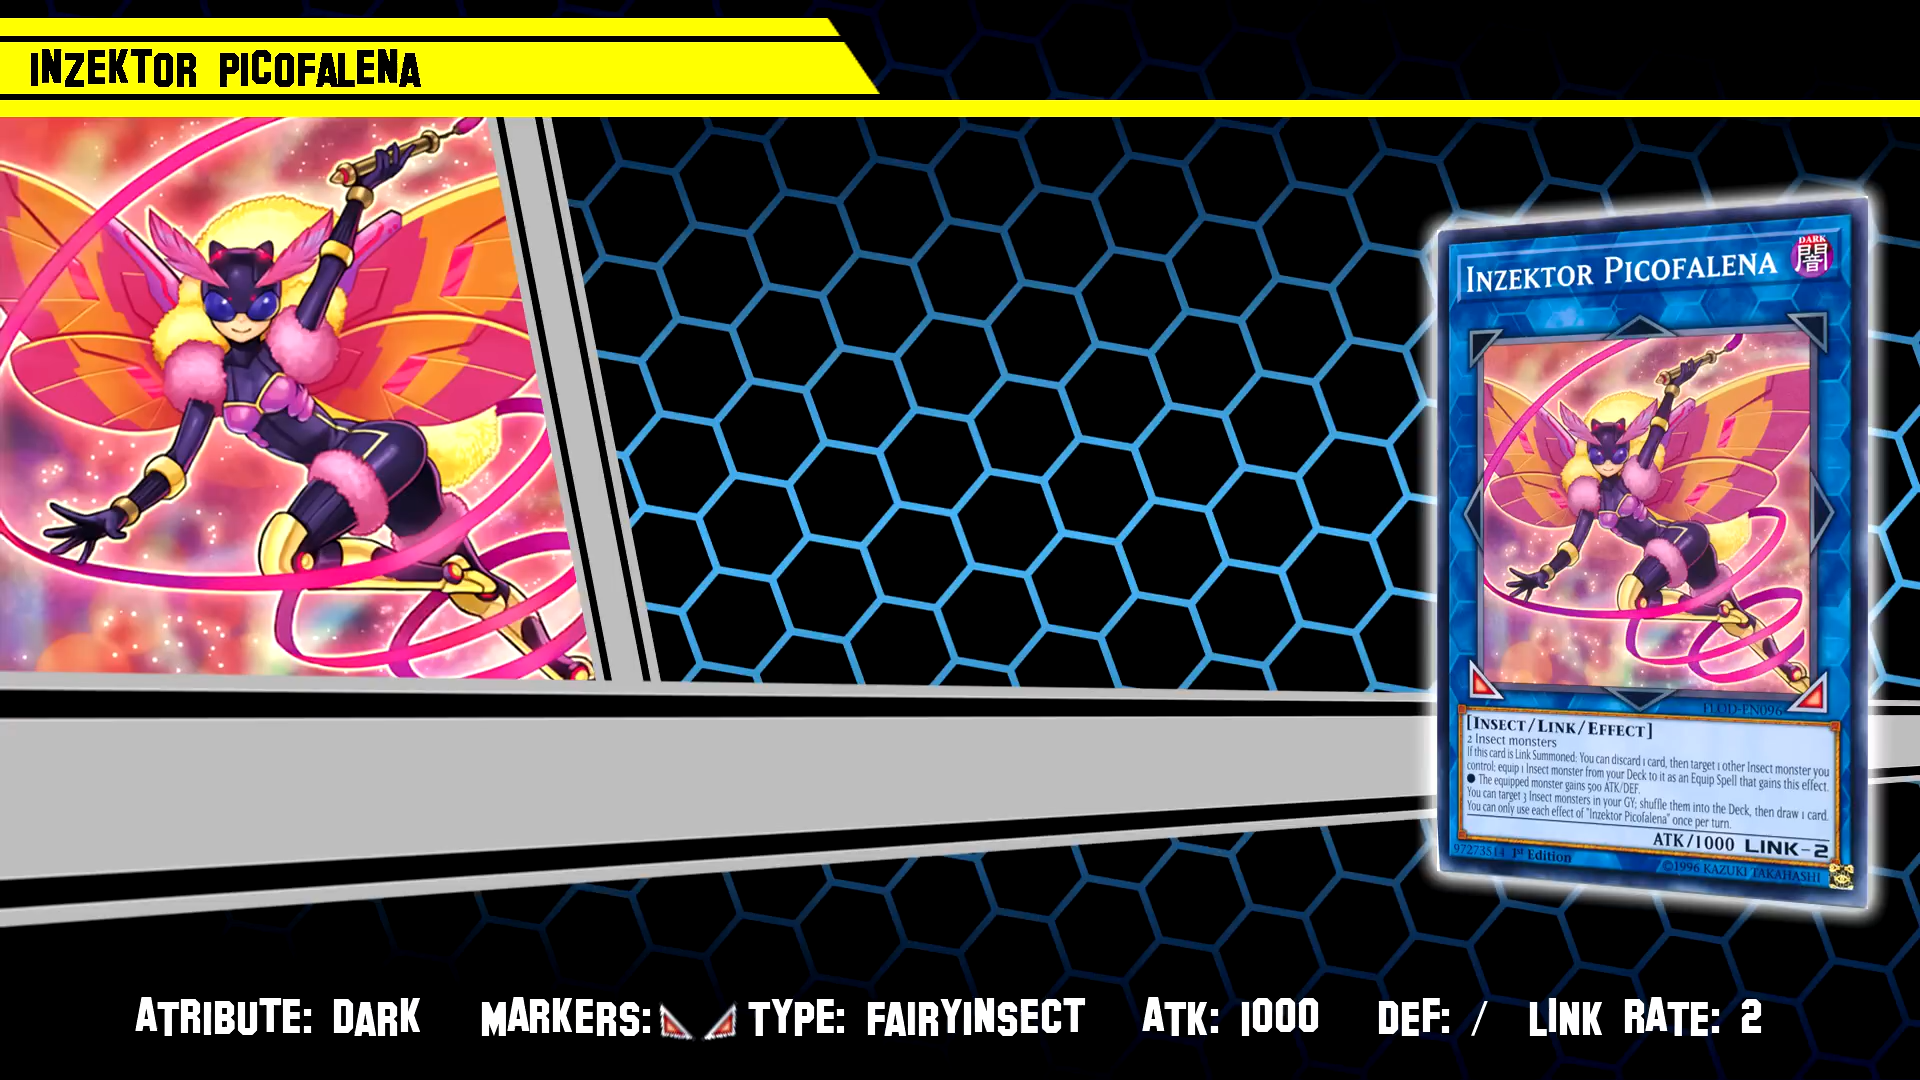 INZEKTOR PICOFALENA
INZEKTOR PICOFALENA
DARK
闇
FLOD-EN096
[INSECT/LINK/EFFECT]
2 Insect monsters
If this card is Link Summoned: You can discard 1 card, then target 1 other Insect monster you
control; equip 1 Insect monster from your Deck to it as an Equip Spell that gains this effect.
● The equipped monster gains 500 ATK/DEF.
You can target 3 Insect monsters in your GY; shuffle them into the Deck, then draw 1 card.
You can only use each effect of "Inzektor Picofalena" once per turn.
ATK/1000 LINK-2
97273514 1st Edition
©1996 KAZUKI TAKAHASHI
ATRIBUTE: DARK MARKERS: TYPE: FAIRYINSECT ATK: 1000 DEF: / LINK RATE: 2